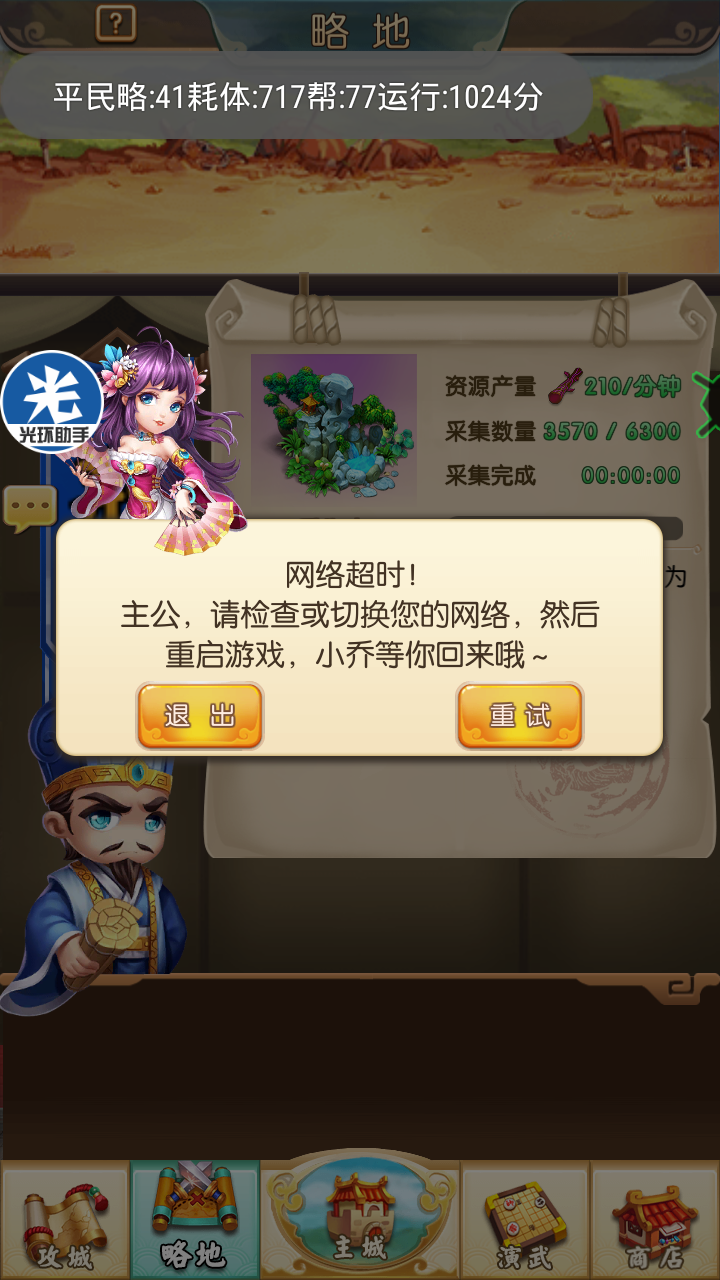 ?
略地
平民略:41耗体:717帮:77运行:1024分
资源产量 210/分钟
采集数量 3570 / 6300
采集完成 00:00:00
光
光环助手
为
网络超时!
主公，请检查或切换您的网络，然后
重启游戏，小乔等你回来哦~
退出 重试
攻城 略地 主城 演武 商店